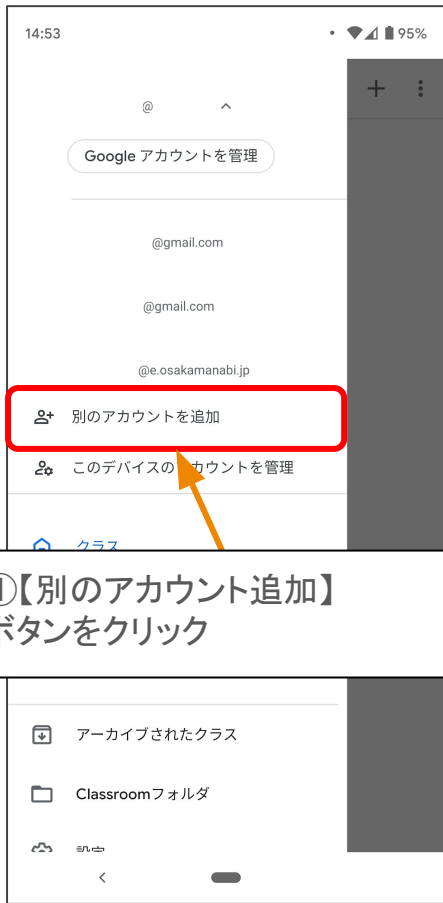 14:53
95%
@
Google アカウントを管理
@gmail.com
@gmail.com
@e.osakamanabi.jp
別のアカウントを追加
このデバイスのアカウントを管理
クラス
①【別のアカウント追加】
ボタンをクリック
アーカイブされたクラス
Classroomフォルダ
設定